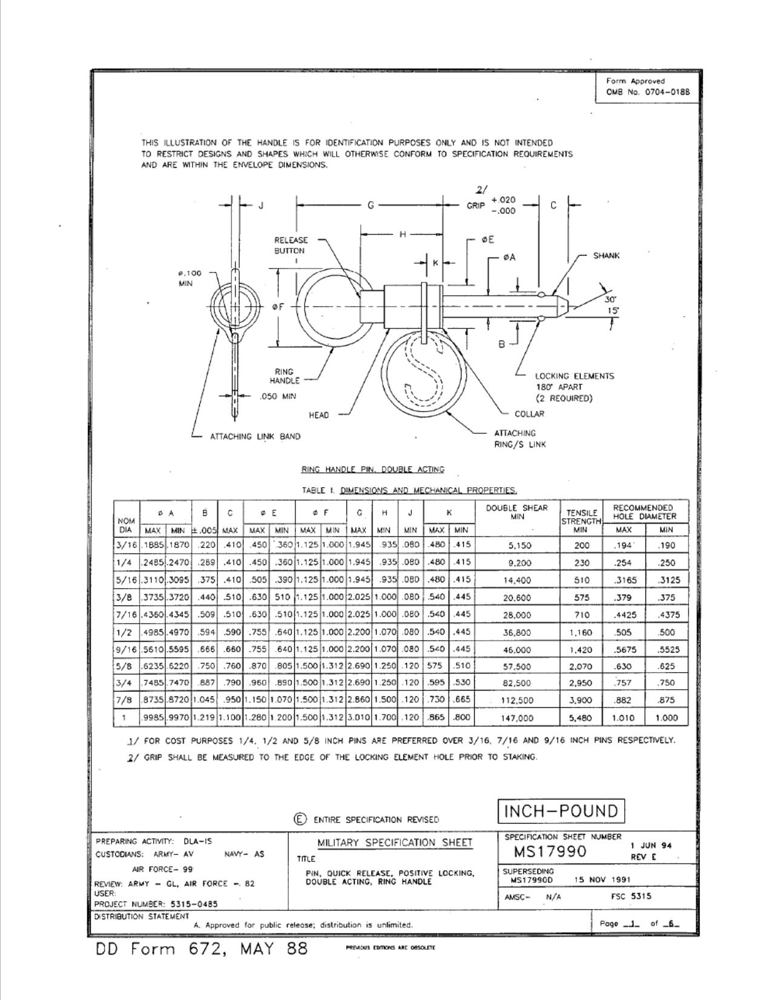 Form Approved
OMB No. 0704-0188
THIS ILLUSTRATION OF THE HANDLE IS FOR IDENTIFICATION PURPOSES ONLY AND IS NOT INTENDED
TO RESTRICT DESIGNS AND SHAPES WHICH WILL OTHERWISE CONFORM TO SPECIFICATION REQUIREMENTS
AND ARE WITHIN THE ENVELOPE DIMENSIONS.
2/
J
G
GRIP +.020 -.000
C
H
RELEASE
BUTTON
øE
K
øA
SHANK
ø.100
MIN
øF
30°
15°
B
RING
HANDLE
LOCKING ELEMENTS
180° APART
(2 REQUIRED)
.050 MIN
HEAD
COLLAR
ATTACHING LINK BAND
ATTACHING
RING/S LINK
RING HANDLE PIN, DOUBLE ACTING
TABLE I. DIMENSIONS AND MECHANICAL PROPERTIES.
NOM DIA | ø A | B | C | ø E | ø F | G | H | J | K | DOUBLE SHEAR MIN | TENSILE STRENGTH MIN | RECOMMENDED HOLE DIAMETER
MAX MIN ±.005 MAX MAX MIN MAX MIN MAX MIN MIN MAX MIN MAX MIN
3/16 .1885 .1870 .220 .410 .450 .360 1.125 1.000 1.945 .935 .080 .480 .415 5,150 200 .194 .190
1/4 .2485 .2470 .289 .410 .450 .360 1.125 1.000 1.945 .935 .080 .480 .415 9,200 230 .254 .250
5/16 .3110 .3095 .375 .410 .505 .390 1.125 1.000 1.945 .935 .080 .480 .415 14,400 510 .3165 .3125
3/8 .3735 .3720 .440 .510 .630 510 1.125 1.000 2.025 1.000 .080 .540 .445 20,600 575 .379 .375
7/16 .4360 .4345 .509 .510 .630 .510 1.125 1.000 2.025 1.000 .080 .540 .445 28,000 710 .4425 .4375
1/2 .4985 .4970 .594 .590 .755 .640 1.125 1.000 2.200 1.070 .080 .540 .445 36,800 1,160 .505 .500
9/16 .5610 .5595 .666 .660 .755 .640 1.125 1.000 2.200 1.070 .080 .540 .445 46,000 1,420 .5675 .5525
5/8 .6235 .6220 .750 .760 .870 .805 1.500 1.312 2.690 1.250 .120 575 .510 57,500 2,070 .630 .625
3/4 .7485 .7470 .887 .790 .960 .890 1.500 1.312 2.690 1.250 .120 .595 .530 82,500 2,950 .757 .750
7/8 .8735 .8720 1.045 .950 1.150 1.070 1.500 1.312 2.860 1.500 .120 .730 .665 112,500 3,900 .882 .875
1 .9985 .9970 1.219 1.100 1.280 1.200 1.500 1.312 3.010 1.700 .120 .865 .800 147,000 5,480 1.010 1.000
1/ FOR COST PURPOSES 1/4, 1/2 AND 5/8 INCH PINS ARE PREFERRED OVER 3/16, 7/16 AND 9/16 INCH PINS RESPECTIVELY.
2/ GRIP SHALL BE MEASURED TO THE EDGE OF THE LOCKING ELEMENT HOLE PRIOR TO STAKING.
INCH-POUND
(E) ENTIRE SPECIFICATION REVISED
PREPARING ACTIVITY: DLA-IS
CUSTODIANS: ARMY- AV NAVY- AS
AIR FORCE- 99
REVIEW: ARMY - GL, AIR FORCE - 82
USER:
PROJECT NUMBER: 5315-0485
MILITARY SPECIFICATION SHEET
TITLE
PIN, QUICK RELEASE, POSITIVE LOCKING,
DOUBLE ACTING, RING HANDLE
SPECIFICATION SHEET NUMBER
MS17990 1 JUN 94
REV E
SUPERSEDING
MS17990D 15 NOV 1991
AMSC- N/A FSC 5315
DISTRIBUTION STATEMENT
A. Approved for public release; distribution is unlimited.
Page 1 of 6
DD Form 672, MAY 88
PREVIOUS EDITIONS ARE OBSOLETE